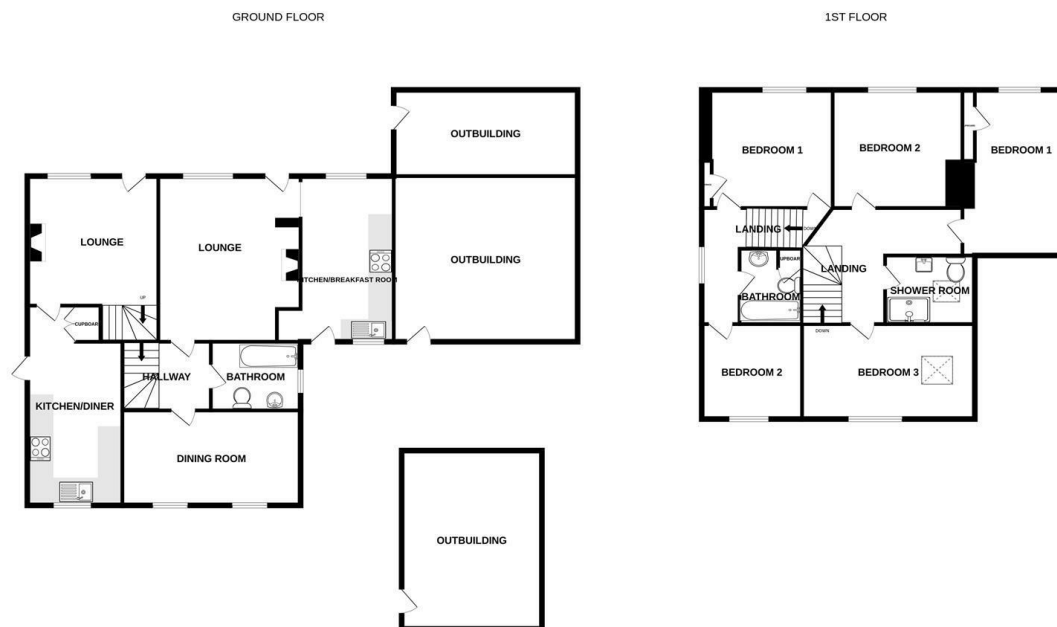 GROUND FLOOR
1ST FLOOR
OUTBUILDING
LOUNGE
LOUNGE
OUTBUILDING
KITCHEN/BREAKFAST ROOM
UP
CUPBOARD
HALLWAY
BATHROOM
KITCHEN/DINER
DINING ROOM
OUTBUILDING
BEDROOM 1
BEDROOM 2
BEDROOM 1
LANDING
DOWN
CUPBOARD
LANDING
BATHROOM
SHOWER ROOM
DOWN
BEDROOM 2
BEDROOM 3